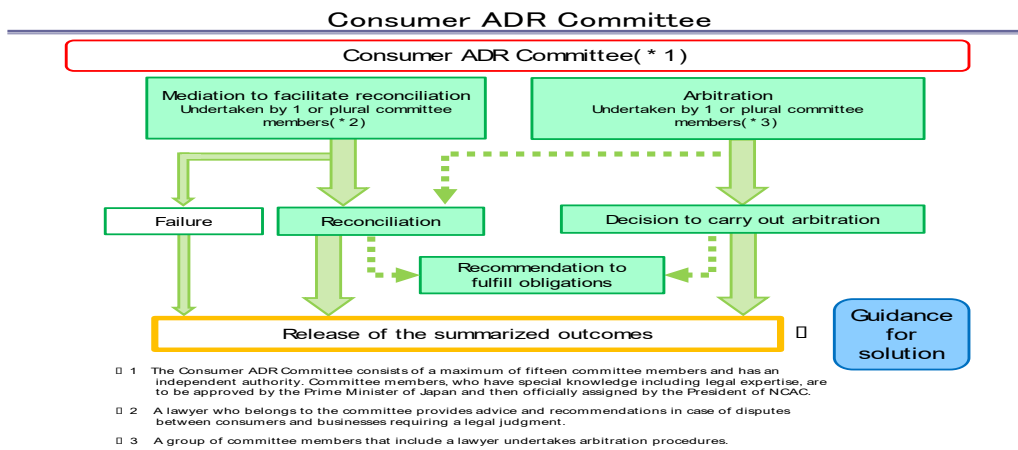 Consumer ADR Committee
Consumer ADR Committee( * 1)
Mediation to facilitate reconciliation
Undertaken by 1 or plural committee
members( * 2)
Arbitration
Undertaken by 1 or plural committee
members( * 3)
Failure
Reconciliation
Decision to carry out arbitration
Recommendation to
fulfill obligations
Release of the summarized outcomes
▯
Guidance
for
solution
▯ 1 The Consumer ADR Committee consists of a maximum of fifteen committee members and has an
independent authority. Committee members, who have special knowledge including legal expertise, are
to be approved by the Prime Minister of Japan and then officially assigned by the President of NCAC.
▯ 2 A lawyer who belongs to the committee provides advice and recommendations in case of disputes
between consumers and businesses requiring a legal judgment.
▯ 3 A group of committee members that include a lawyer undertakes arbitration procedures.